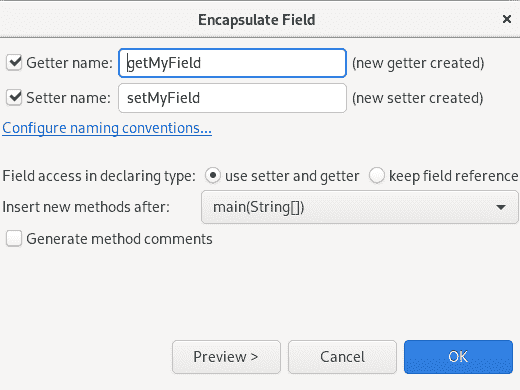 Encapsulate Field ×
Getter name: getMyField (new getter created)
Setter name: setMyField (new setter created)
Configure naming conventions...
Field access in declaring type: use setter and getter keep field reference
Insert new methods after: main(String[])
Generate method comments
Preview > Cancel OK